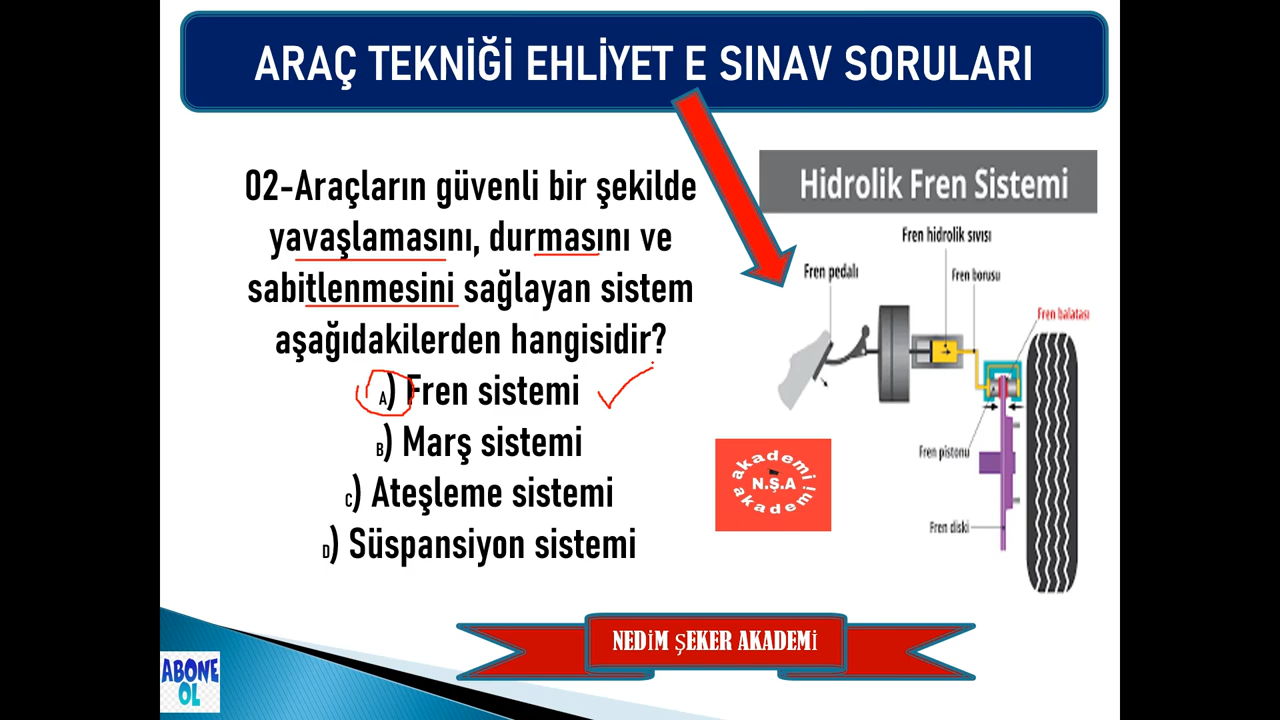 ARAÇ TEKNİĞİ EHLİYET E SINAV SORULARI
02-Araçların güvenli bir şekilde
yavaşlamasını, durmasını ve
sabitlenmesini sağlayan sistem
aşağıdakilerden hangisidir?
A) Fren sistemi
B) Marş sistemi
C) Ateşleme sistemi
D) Süspansiyon sistemi
Hidrolik Fren Sistemi
Fren hidrolik sıvısı
Fren pedalı
Fren borusu
Fren balatası
Fren pistonu
Fren diski
akademi
N.Ş.A
akademi
NEDİM ŞEKER AKADEMİ
ABONE
OL